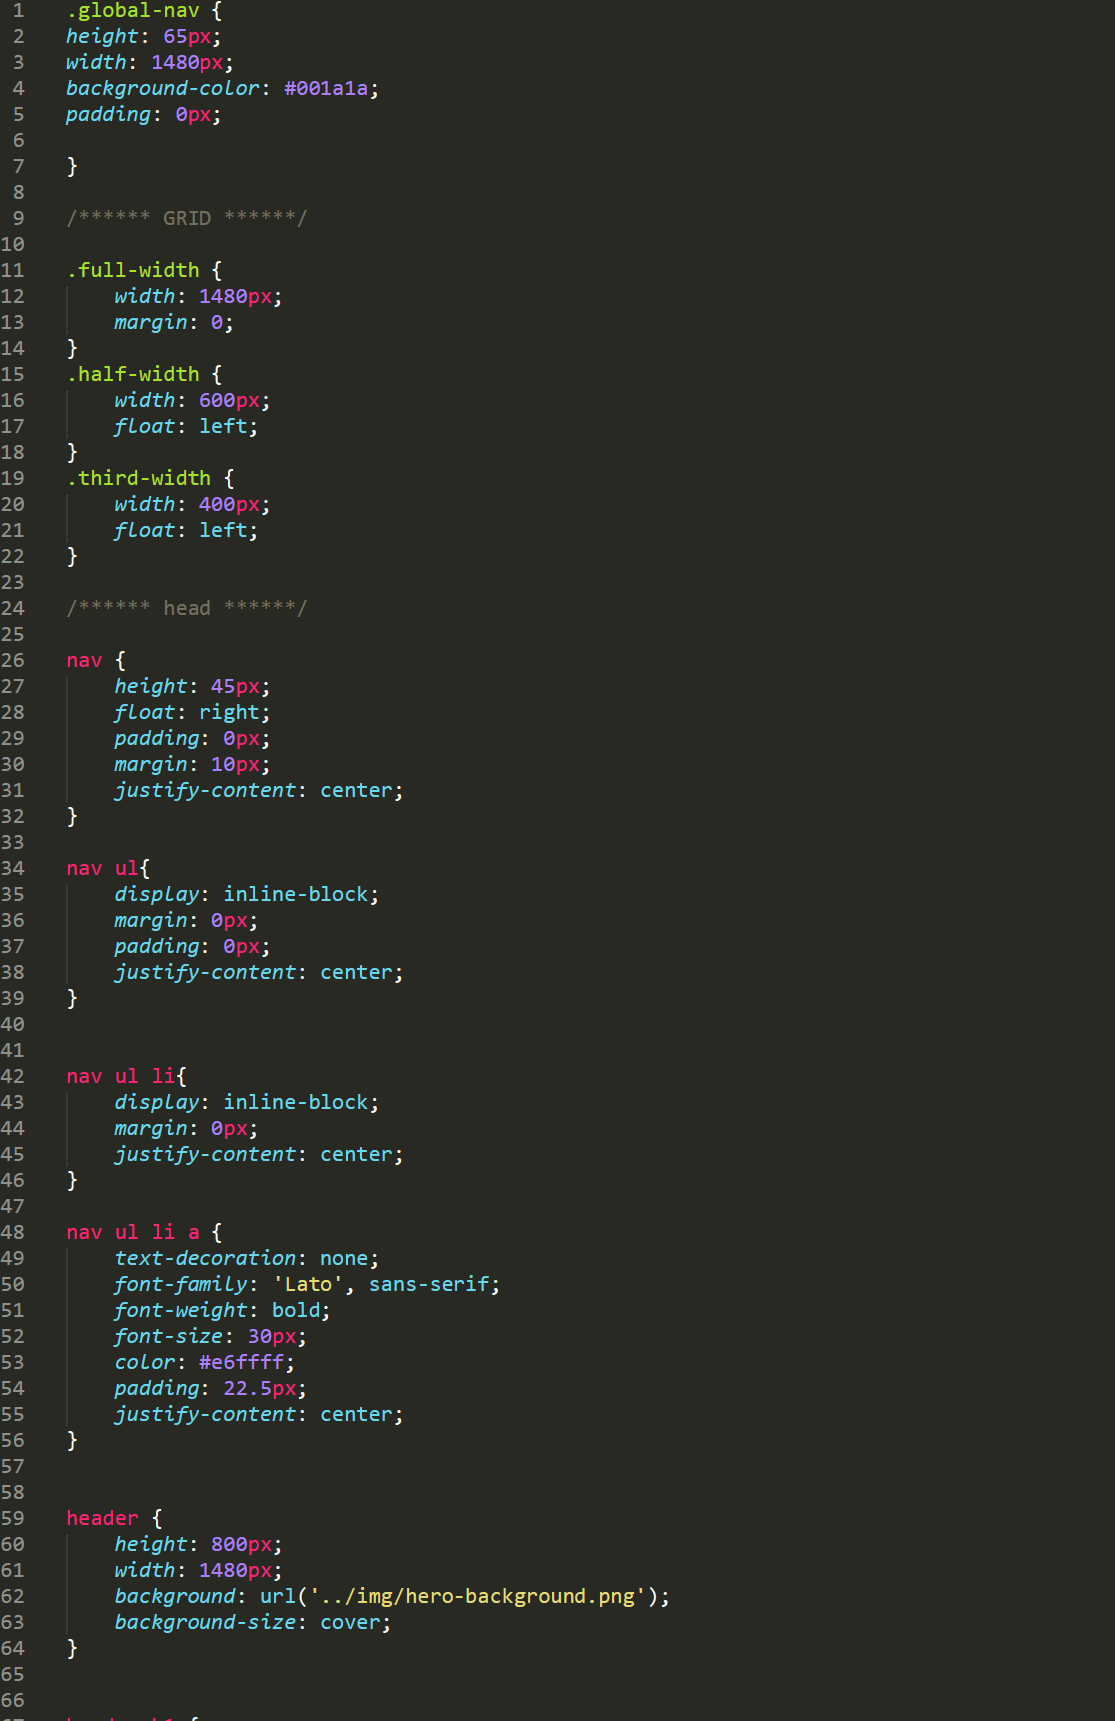 1 .global-nav {
2 height: 65px;
3 width: 1480px;
4 background-color: #001a1a;
5 padding: 0px;
6
7 }
8
9 /****** GRID ******/
10
11 .full-width {
12 width: 1480px;
13 margin: 0;
14 }
15 .half-width {
16 width: 600px;
17 float: left;
18 }
19 .third-width {
20 width: 400px;
21 float: left;
22 }
23
24 /****** head ******/
25
26 nav {
27 height: 45px;
28 float: right;
29 padding: 0px;
30 margin: 10px;
31 justify-content: center;
32 }
33
34 nav ul{
35 display: inline-block;
36 margin: 0px;
37 padding: 0px;
38 justify-content: center;
39 }
40
41
42 nav ul li{
43 display: inline-block;
44 margin: 0px;
45 justify-content: center;
46 }
47
48 nav ul li a {
49 text-decoration: none;
50 font-family: 'Lato', sans-serif;
51 font-weight: bold;
52 font-size: 30px;
53 color: #e6ffff;
54 padding: 22.5px;
55 justify-content: center;
56 }
57
58
59 header {
60 height: 800px;
61 width: 1480px;
62 background: url('../img/hero-background.png');
63 background-size: cover;
64 }
65
66